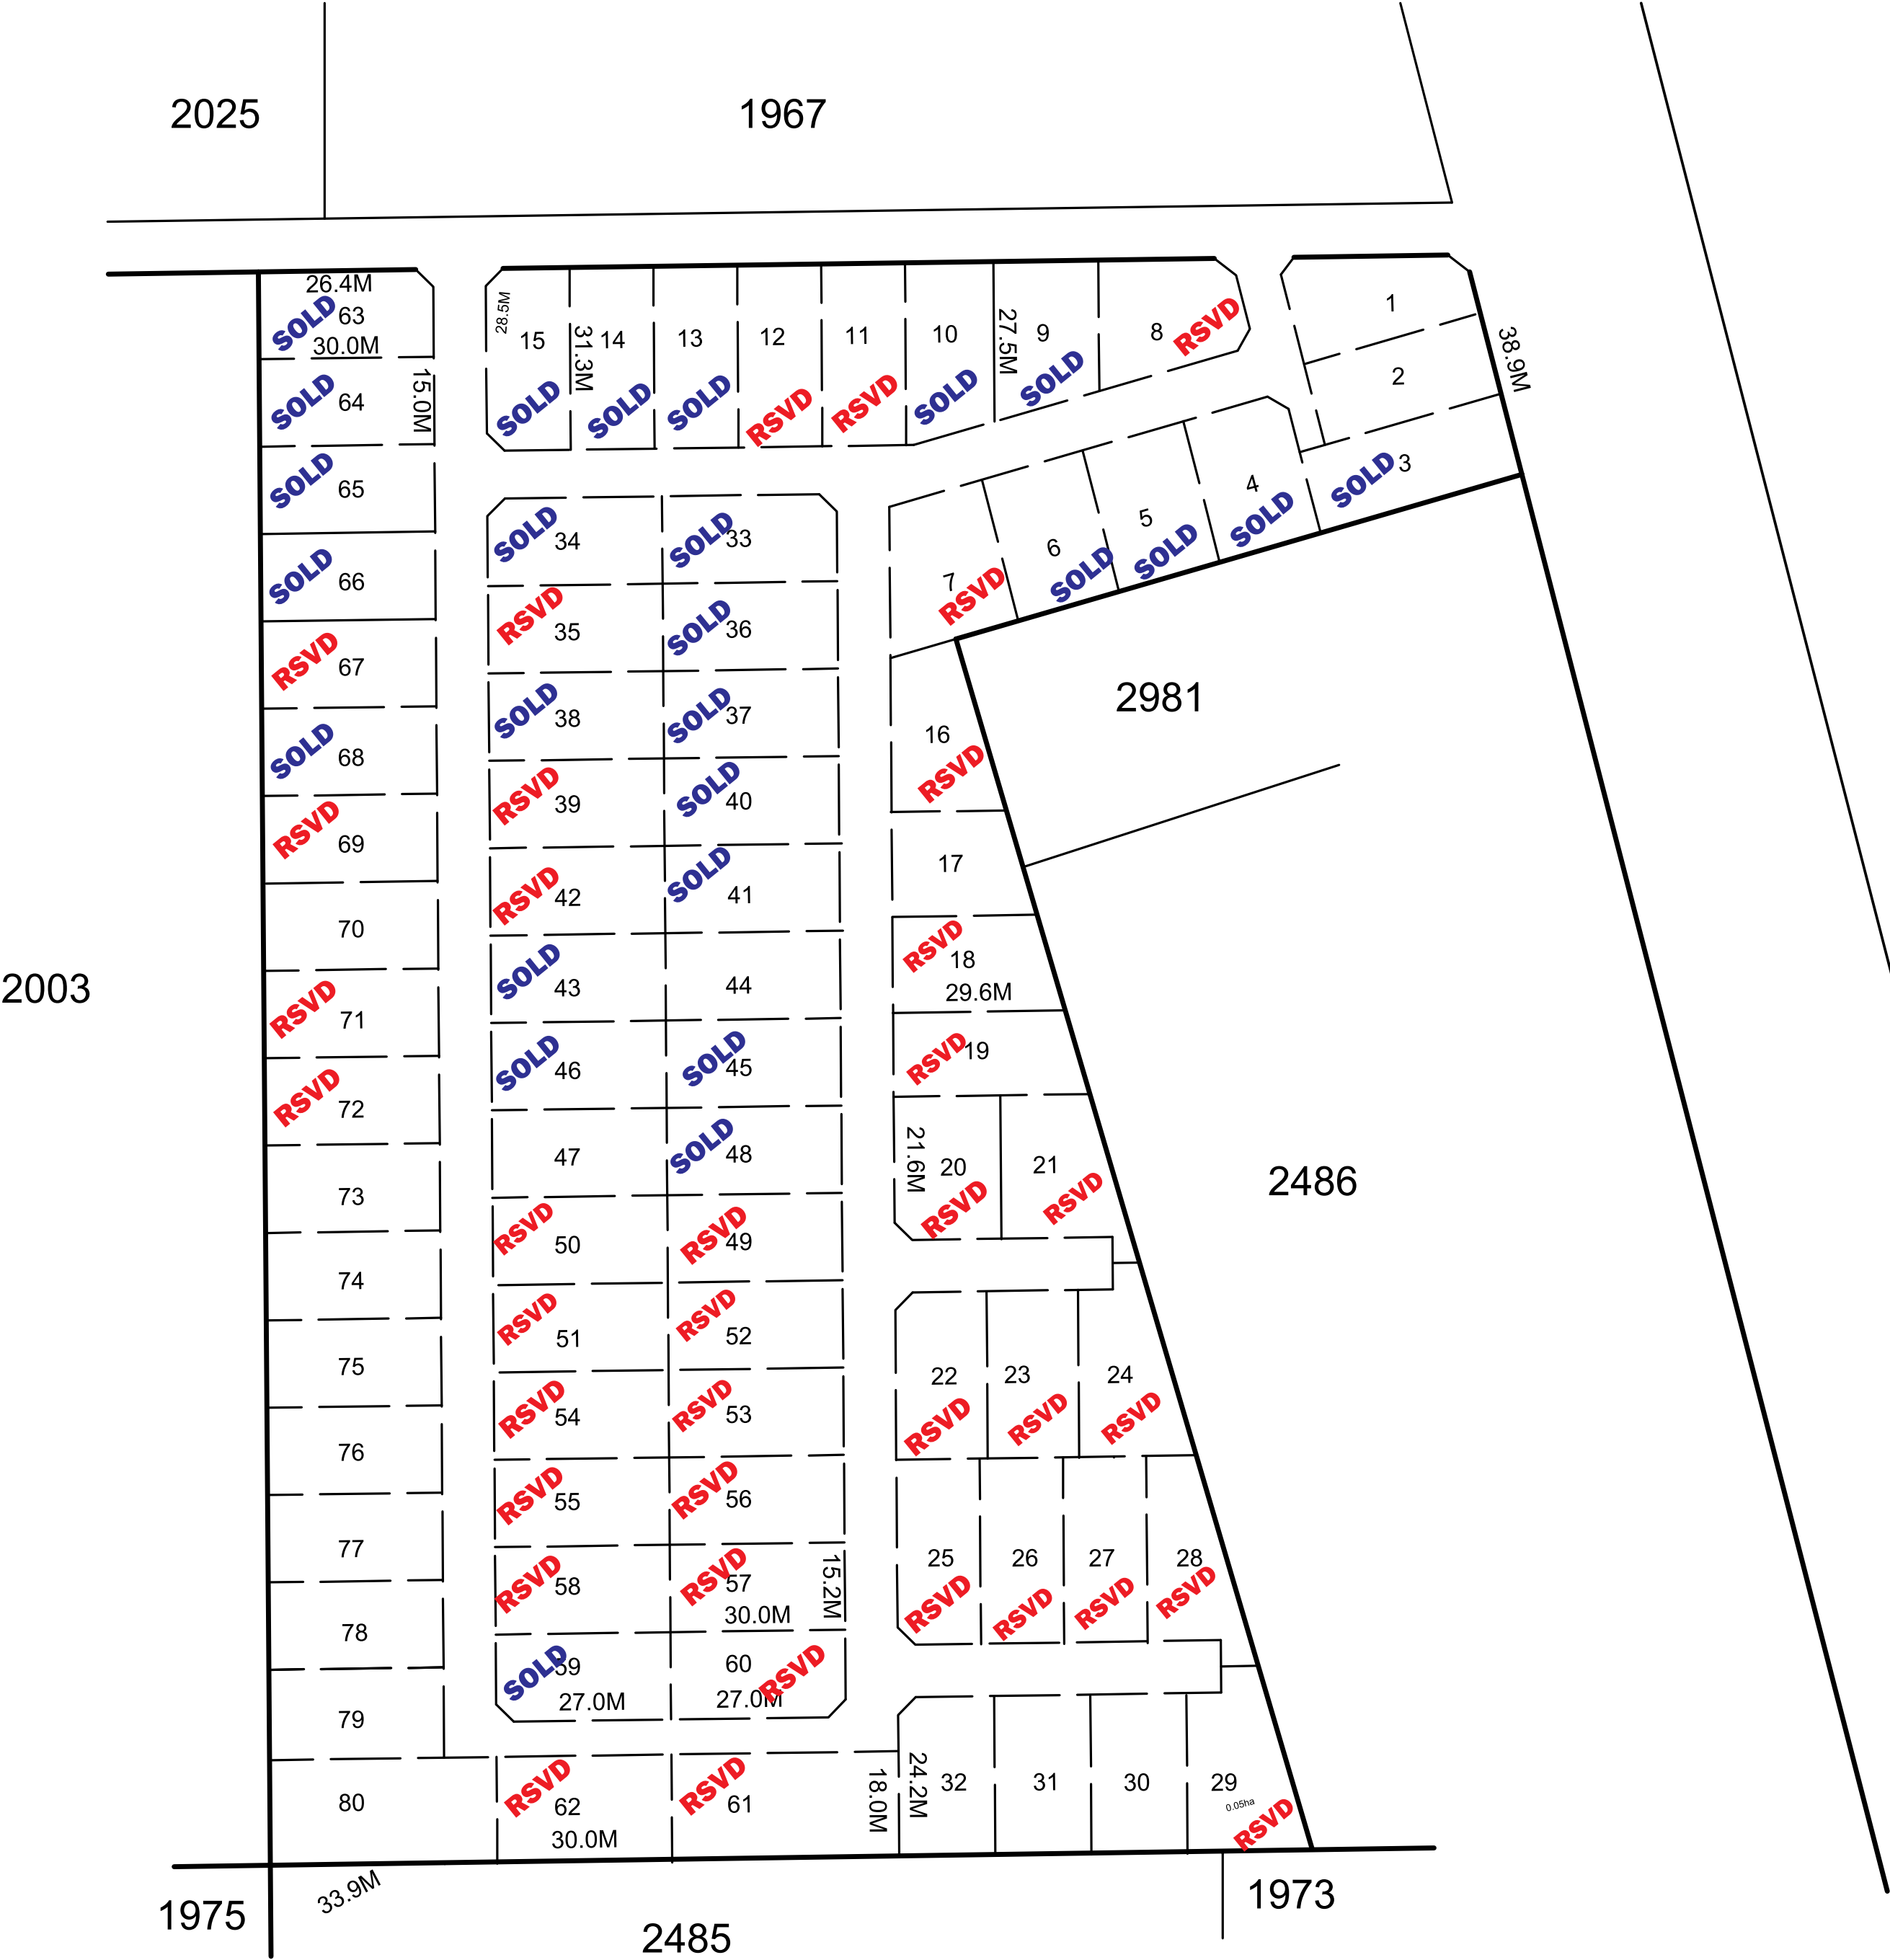 2025
1967
26.4M
SOLD
63
30.0M
SOLD
64
15.0M
SOLD
65
SOLD
66
RSVD
67
SOLD
68
RSVD
69
70
RSVD
71
RSVD
72
73
74
75
76
77
78
79
80
28.5M
15
SOLD
31.3M
14
SOLD
13
SOLD
12
RSVD
11
RSVD
10
SOLD
27.5M
9
SOLD
8
RSVD
1
2
38.9M
3
SOLD
4
SOLD
5
SOLD
6
SOLD
7
RSVD
SOLD
34
SOLD
33
RSVD
35
SOLD
36
SOLD
38
SOLD
37
RSVD
39
SOLD
40
RSVD
42
SOLD
41
SOLD
43
44
SOLD
46
SOLD
45
47
SOLD
48
RSVD
50
RSVD
49
RSVD
51
RSVD
52
RSVD
54
RSVD
53
RSVD
55
RSVD
56
RSVD
58
RSVD
57
30.0M
15.2M
SOLD
59
27.0M
60
RSVD
27.0M
RSVD
62
30.0M
RSVD
61
18.0M
16
RSVD
17
RSVD
18
29.6M
RSVD
19
21.6M
20
RSVD
21
RSVD
22
RSVD
23
RSVD
24
RSVD
25
RSVD
26
RSVD
27
RSVD
28
RSVD
24.2M
32
31
30
29
0.05ha
RSVD
2981
2486
2003
1975
33.9M
2485
1973